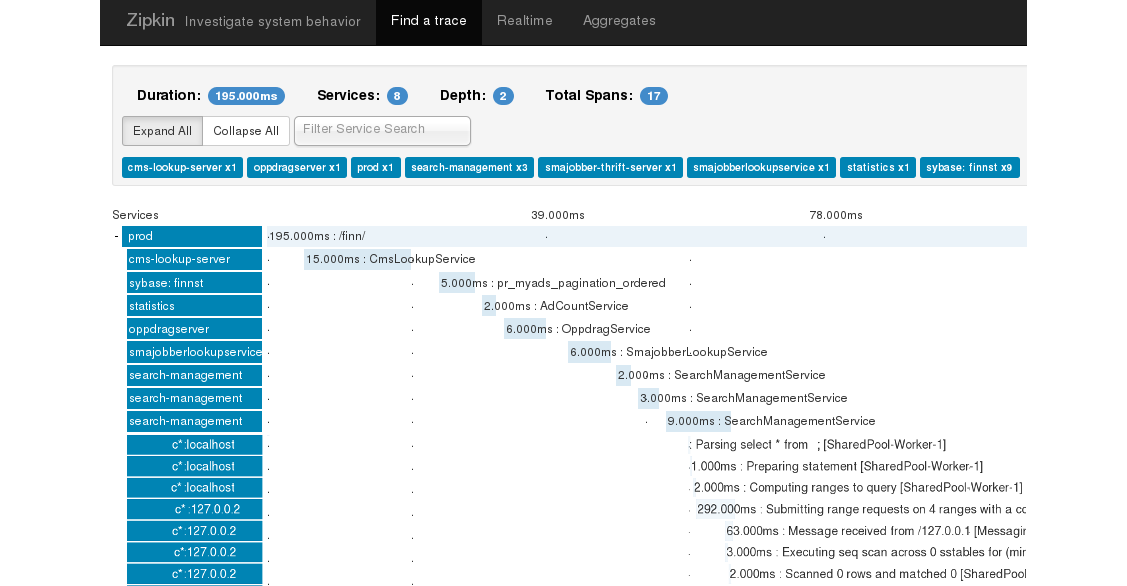 Zipkin Investigate system behavior Find a trace Realtime Aggregates
Duration: 195.000ms Services: 8 Depth: 2 Total Spans: 17
Expand All Collapse All Filter Service Search
cms-lookup-server x1 oppdragserver x1 prod x1 search-management x3 smajobber-thrift-server x1 smajobberlookupservice x1 statistics x1 sybase: finnst x9
Services 39.000ms 78.000ms
- prod 195.000ms : /finn/
cms-lookup-server 15.000ms : CmsLookupService
sybase: finnst 5.000ms : pr_myads_pagination_ordered
statistics 2.000ms : AdCountService
oppdragserver 6.000ms : OppdragService
smajobberlookupservice 6.000ms : SmajobberLookupService
search-management 2.000ms : SearchManagementService
search-management 3.000ms : SearchManagementService
search-management 9.000ms : SearchManagementService
c*:localhost : Parsing select * from ; [SharedPool-Worker-1]
c*:localhost 1.000ms : Preparing statement [SharedPool-Worker-1]
c*:localhost 2.000ms : Computing ranges to query [SharedPool-Worker-1]
c*:127.0.0.2 292.000ms : Submitting range requests on 4 ranges with a co
c*:127.0.0.2 63.000ms : Message received from /127.0.0.1 [Messagin
c*:127.0.0.2 3.000ms : Executing seq scan across 0 sstables for (min
c*:127.0.0.2 2.000ms : Scanned 0 rows and matched 0 [SharedPool